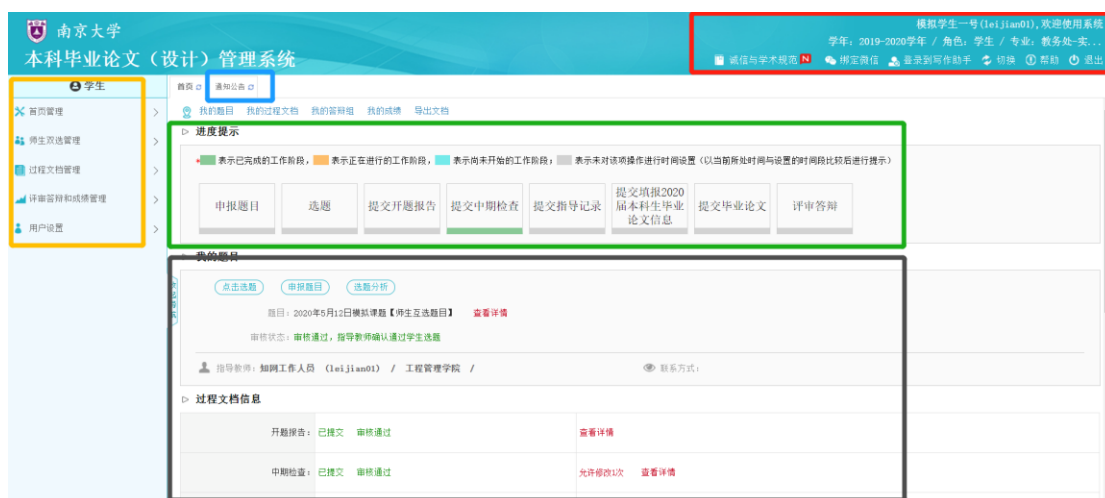 南京大学
本科毕业论文（设计）管理系统
模拟学生一号(leijian01),欢迎使用系统
学年：2019-2020学年 / 角色：学生 / 专业：教务处-实...
诚信与学术规范 N 绑定微信 登录到写作助手 切换 帮助 退出
学生
首页管理
师生双选管理
过程文档管理
评审答辩和成绩管理
用户设置
首页 通知公告
我的题目 我的过程文档 我的答辩组 我的成绩 导出文档
进度提示
* 表示已完成的工作阶段， 表示正在进行的工作阶段， 表示尚未开始的工作阶段； 表示未对该项操作进行时间设置（以当前所处时间与设置的时间段比较后进行提示）
申报题目
选题
提交开题报告
提交中期检查
提交指导记录
提交填报2020
届本科生毕业
论文信息
提交毕业论文
评审答辩
我的题目
点击选题 申报题目 选题分析
题目：2020年5月12日模拟课题【师生互选题目】 查看详情
审核状态：审核通过，指导教师确认通过学生选题
指导教师：知网工作人员 (leijian01) / 工程管理学院 / 联系方式：
过程文档信息
开题报告： 已提交 审核通过 查看详情
中期检查： 已提交 审核通过 允许修改1次 查看详情